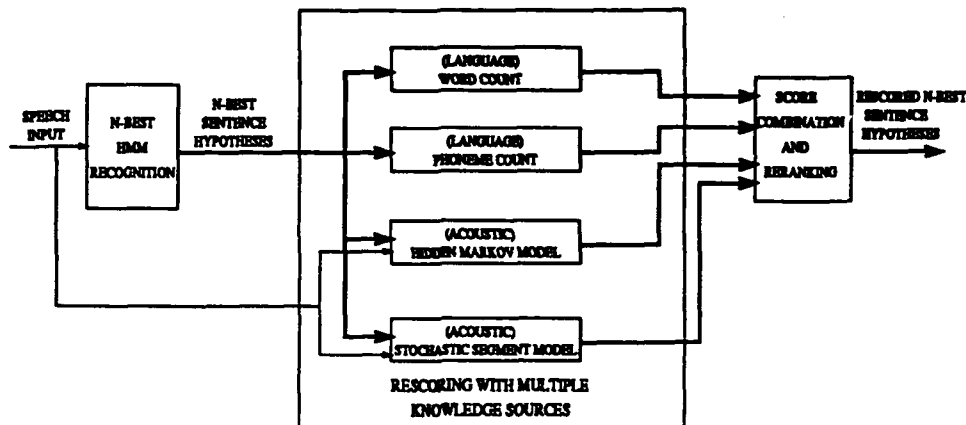 SPEECH
INPUT
N-BEST
HMM
RECOGNITION
N-BEST
SENTENCE
HYPOTHESES
(LANGUAGE)
WORD COUNT
(LANGUAGE)
PHONEME COUNT
(ACOUSTIC)
HIDDEN MARKOV MODEL
(ACOUSTIC)
STOCHASTIC SEGMENT MODEL
RESCORING WITH MULTIPLE
KNOWLEDGE SOURCES
SCORE
COMBINATION
AND
RERANKING
RESCORED N-BEST
SENTENCE
HYPOTHESES